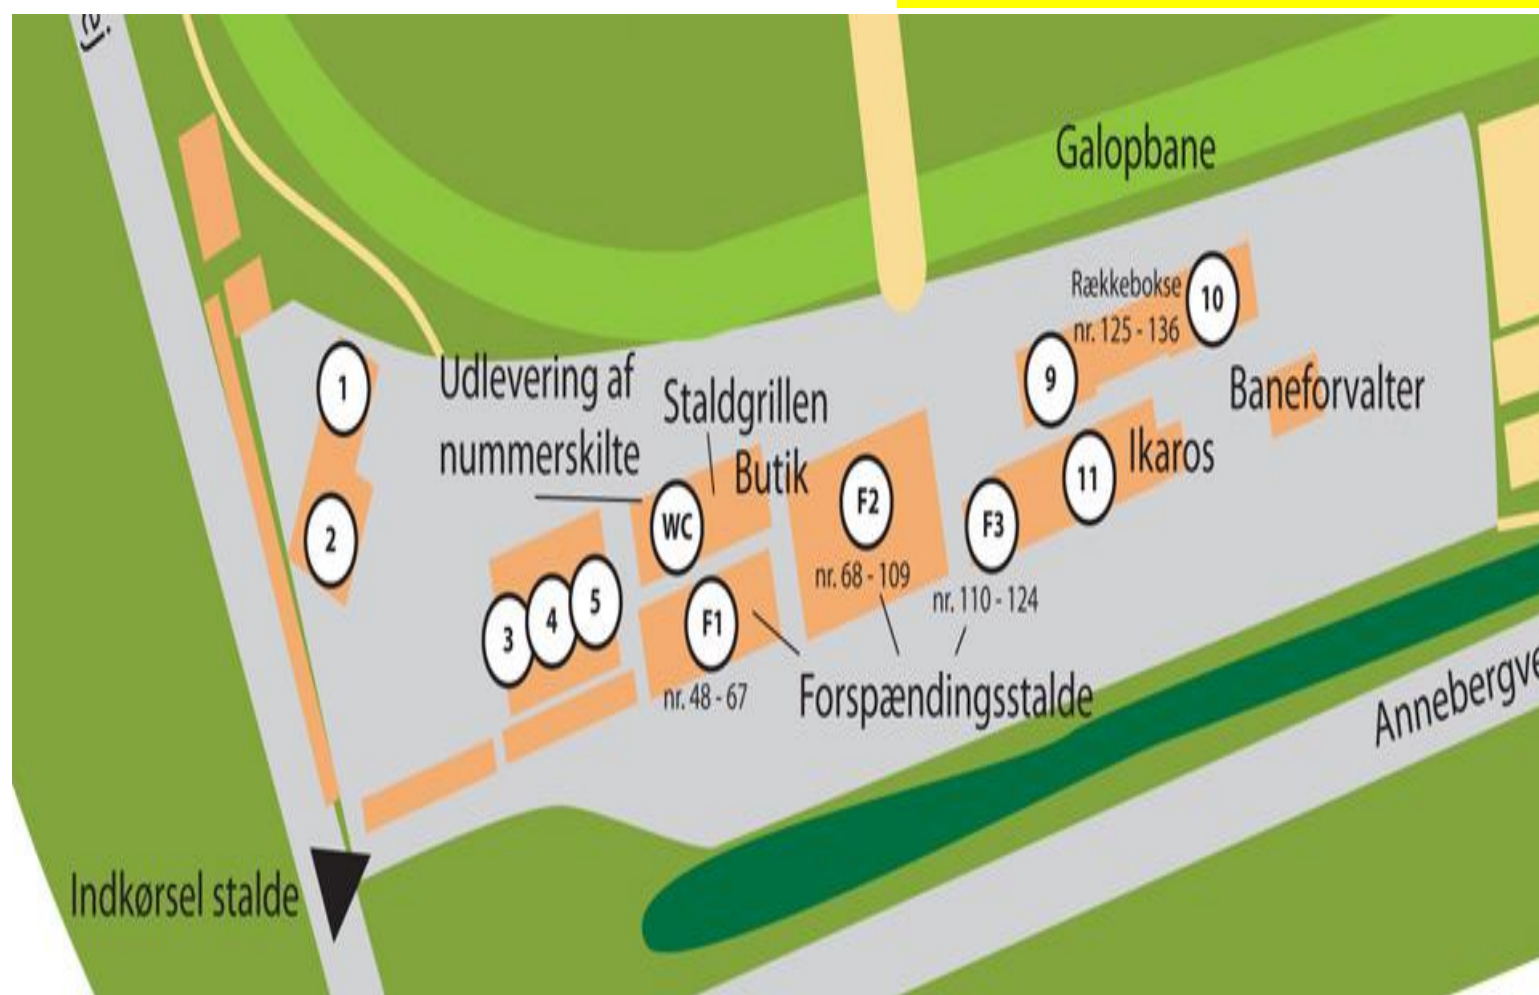 Galopbane
Rækkebokse
nr. 125 - 136
10
9
1
Udlevering af
nummerskilte
Staldgrillen
Butik
Baneforvalter
Ikaros
11
F2
nr. 68 - 109
F3
nr. 110 - 124
WC
2
3
4
5
F1
nr. 48 - 67
Forspændingsstalde
Indkørsel stalde